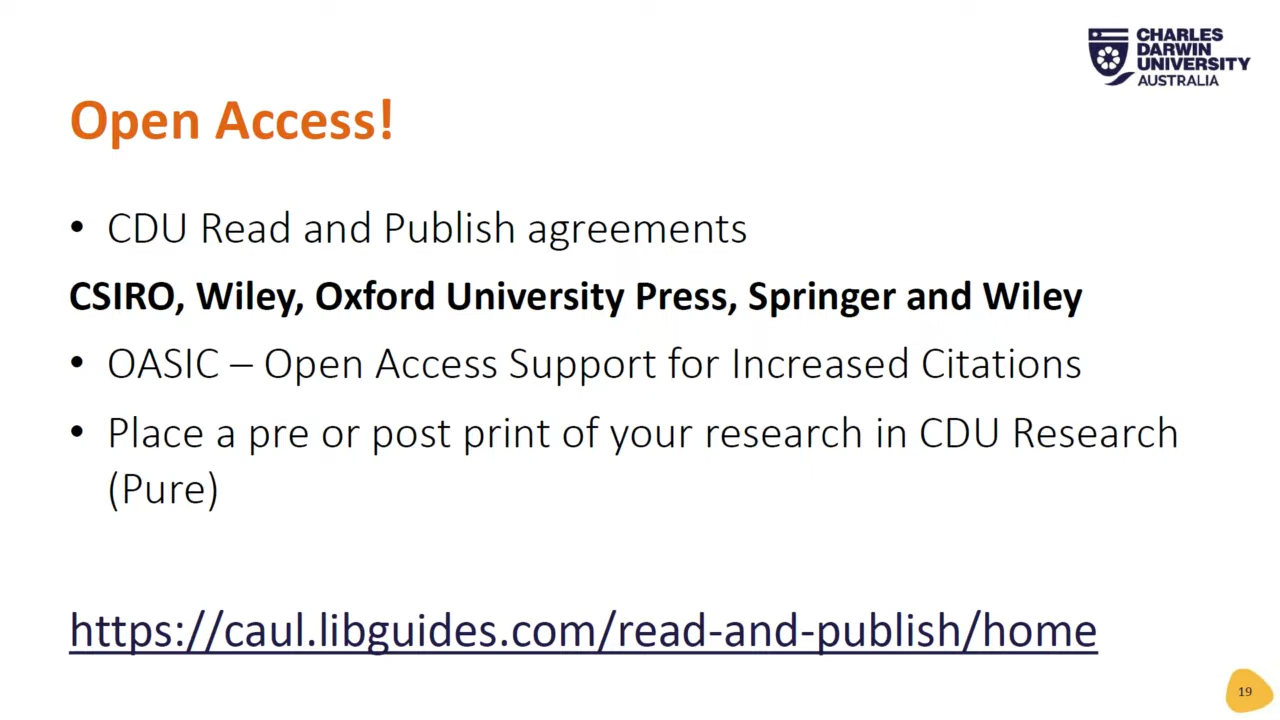 CHARLES
DARWIN
UNIVERSITY
AUSTRALIA
Open Access!
• CDU Read and Publish agreements
CSIRO, Wiley, Oxford University Press, Springer and Wiley
• OASIC – Open Access Support for Increased Citations
• Place a pre or post print of your research in CDU Research
(Pure)
https://caul.libguides.com/read-and-publish/home
19